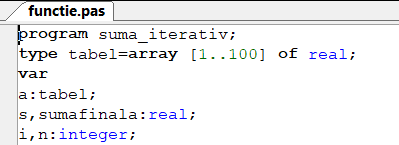 functie.pas
program suma_iterativ;
type tabel=array [1..100] of real;
var
a:tabel;
s,sumafinala:real;
i,n:integer;